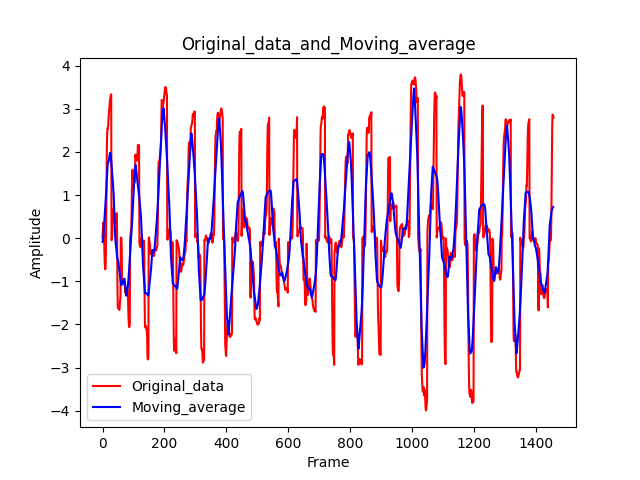 Original_data_and_Moving_average
Amplitude
4
3
2
1
0
−1
−2
−3
−4
Original_data
Moving_average
0 200 400 600 800 1000 1200 1400
Frame